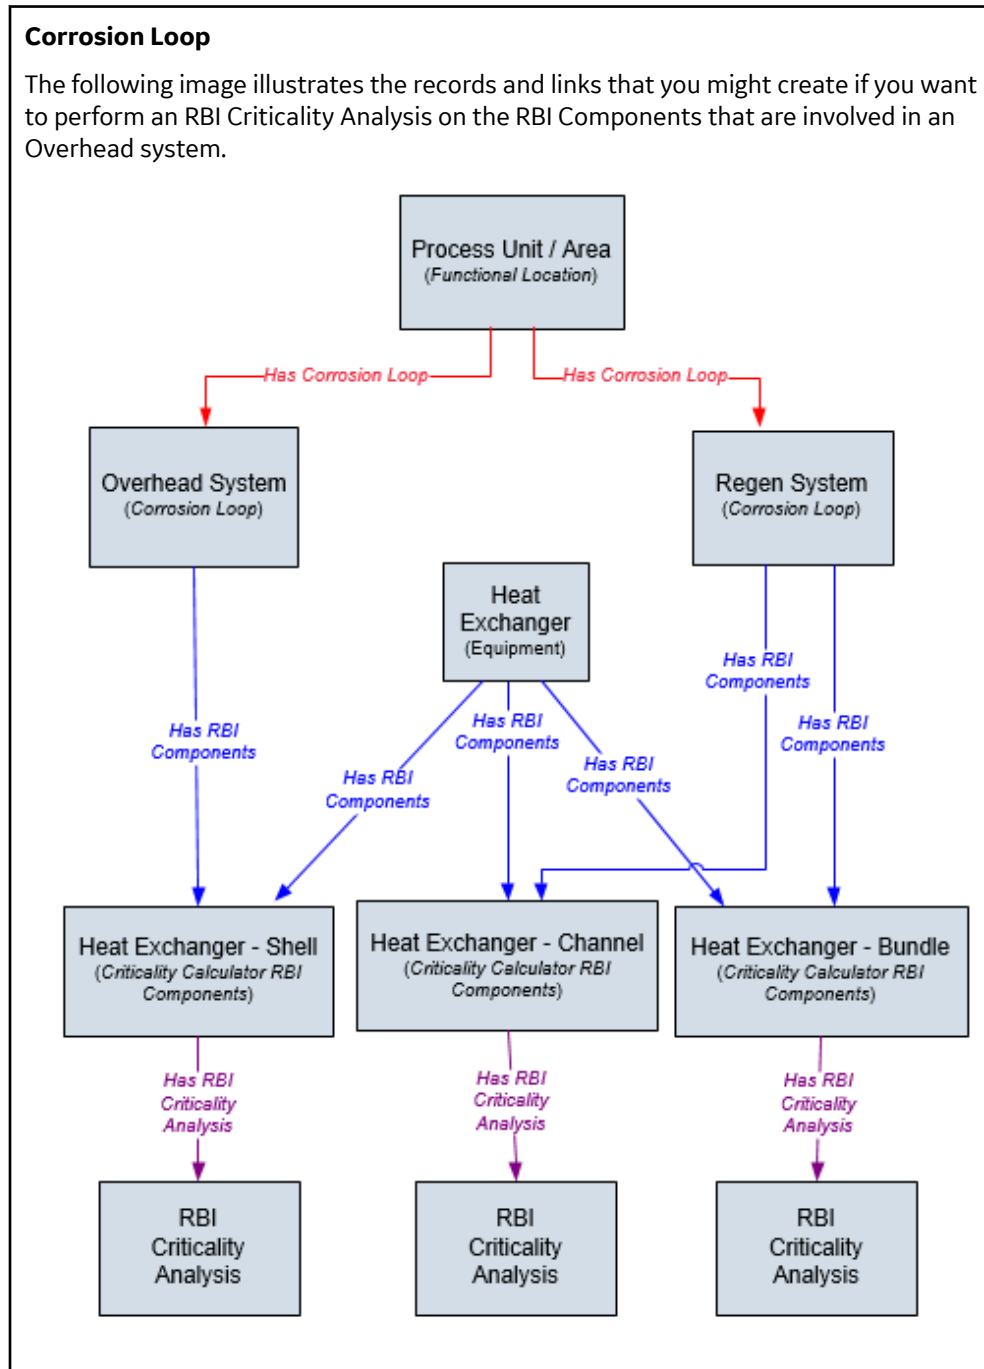 Corrosion Loop
The following image illustrates the records and links that you might create if you want
to perform an RBI Criticality Analysis on the RBI Components that are involved in an
Overhead system.
Process Unit / Area
(Functional Location)
Has Corrosion Loop
Has Corrosion Loop
Overhead System
(Corrosion Loop)
Regen System
(Corrosion Loop)
Heat
Exchanger
(Equipment)
Has RBI
Components
Has RBI
Components
Has RBI
Components
Has RBI
Components
Has RBI
Components
Has RBI
Components
Heat Exchanger - Shell
(Criticality Calculator RBI
Components)
Heat Exchanger - Channel
(Criticality Calculator RBI
Components)
Heat Exchanger - Bundle
(Criticality Calculator RBI
Components)
Has RBI
Criticality
Analysis
Has RBI
Criticality
Analysis
Has RBI
Criticality
Analysis
RBI
Criticality
Analysis
RBI
Criticality
Analysis
RBI
Criticality
Analysis